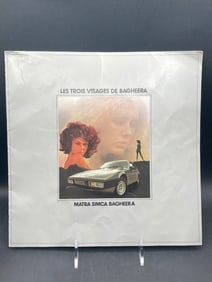 LES TROIS VISAGES DE BAGHEERA
MATRA SIMCA BAGHEERA